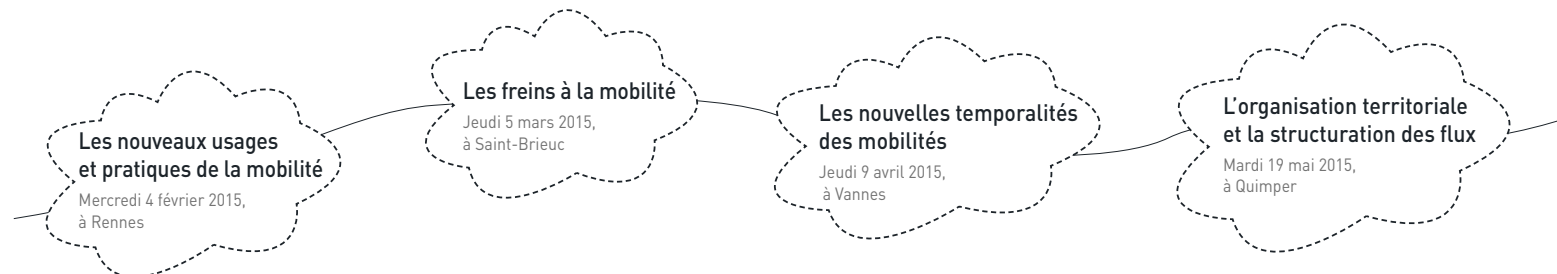 Les nouveaux usages
et pratiques de la mobilité
Mercredi 4 février 2015,
à Rennes
Les freins à la mobilité
Jeudi 5 mars 2015,
à Saint-Brieuc
Les nouvelles temporalités
des mobilités
Jeudi 9 avril 2015,
à Vannes
L’organisation territoriale
et la structuration des flux
Mardi 19 mai 2015,
à Quimper